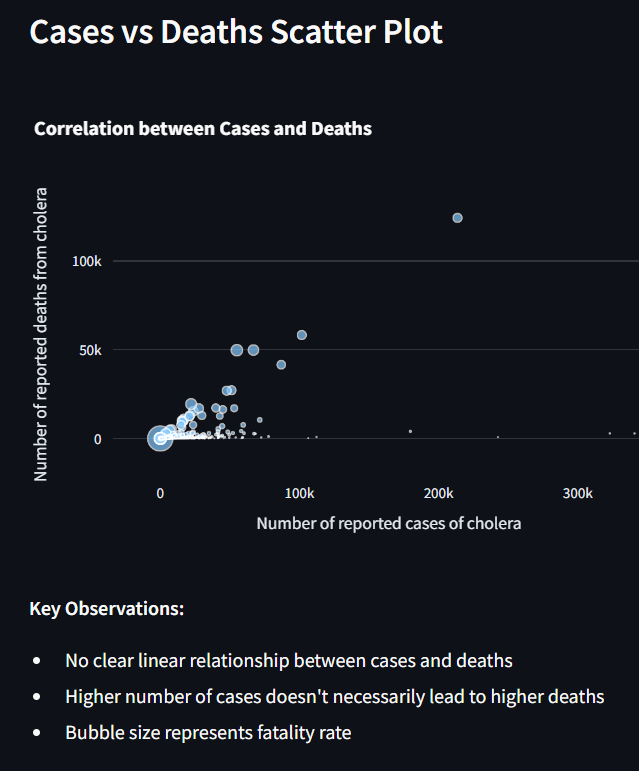 Cases vs Deaths Scatter Plot
Correlation between Cases and Deaths
Number of reported deaths from cholera
100k
50k
0
0
100k
200k
300k
Number of reported cases of cholera
Key Observations:
No clear linear relationship between cases and deaths
Higher number of cases doesn't necessarily lead to higher deaths
Bubble size represents fatality rate